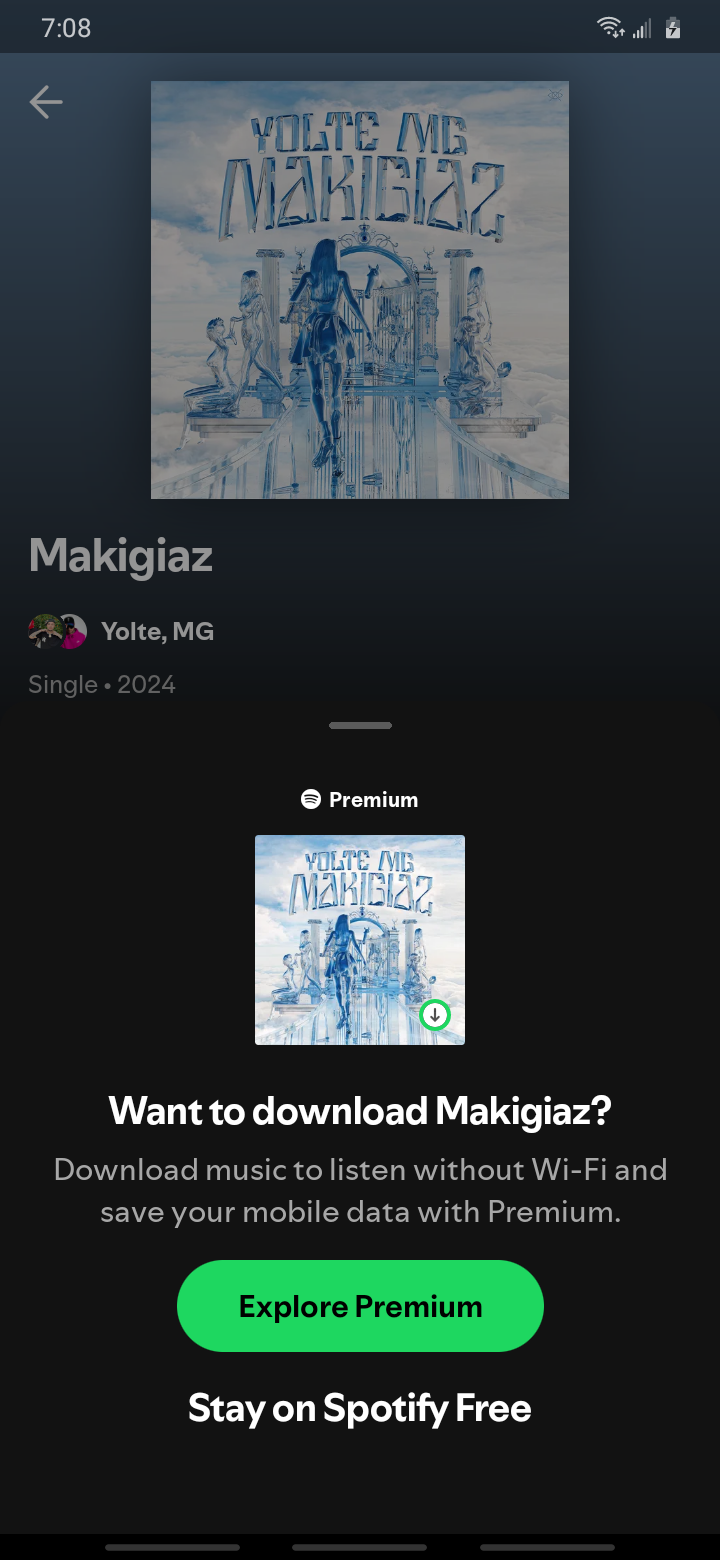 7:08
YOLTE MG
MAKIGIAZ
Makigiaz
Yolte, MG
Single • 2024
Premium
YOLTE MG
MAKIGIAZ
Want to download Makigiaz?
Download music to listen without Wi-Fi and
save your mobile data with Premium.
Explore Premium
Stay on Spotify Free